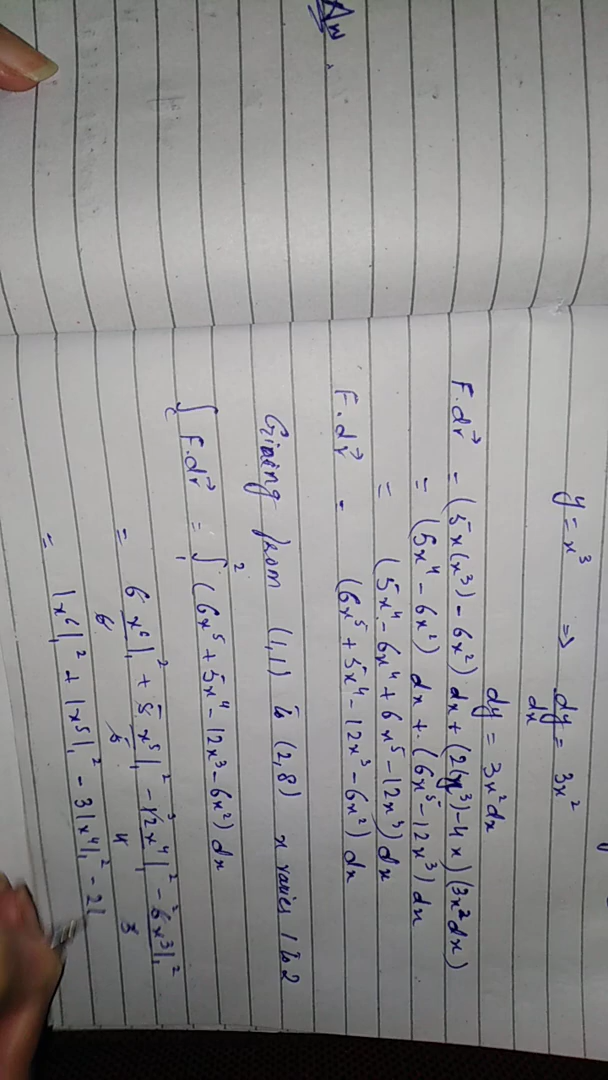 Aw.
y = x³ ⇒ dy/dx = 3x²
dy = 3x²dx
F.dr⃗ = (5x(x³) - 6x²) dx + (2(x³) - 4x) (3x²dx)
= (5x⁴ - 6x²) dx + (6x⁵ - 12x³) dx
= (5x⁴ - 6x⁴ + 6x⁵ - 12x³) dx
F.dr⃗ - (6x⁵ + 5x⁴ - 12x³ - 6x²) dx
from (1,1) to (2,8) x varies 1 to 2
∫c F.dr⃗ = ∫₁² (6x⁵ + 5x⁴ - 12x³ - 6x²) dx
= 6x⁶/6|₁² + 5x⁵/5|₁² - 12x⁴/4|₁² - 6x³/3|₁²
= |x⁶|₁² + |x⁵|₁² - 3|x⁴|₁² - 2|